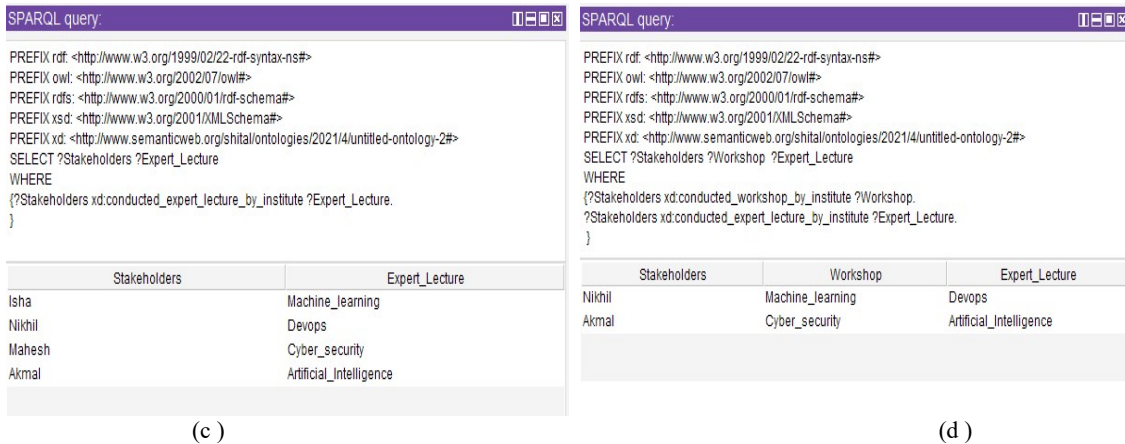 SPARQL query:
PREFIX rdf: <http://www.w3.org/1999/02/22-rdf-syntax-ns#>
PREFIX owl: <http://www.w3.org/2002/07/owl#>
PREFIX rdfs: <http://www.w3.org/2000/01/rdf-schema#>
PREFIX xsd: <http://www.w3.org/2001/XMLSchema#>
PREFIX xd: <http://www.semanticweb.org/shital/ontologies/2021/4/untitled-ontology-2#>
SELECT ?Stakeholders ?Expert_Lecture
WHERE
{?Stakeholders xd:conducted_expert_lecture_by_institute ?Expert_Lecture.
}
Stakeholders Expert_Lecture
Isha Machine_learning
Nikhil Devops
Mahesh Cyber_security
Akmal Artificial_Intelligence
(c )
SPARQL query:
PREFIX rdf: <http://www.w3.org/1999/02/22-rdf-syntax-ns#>
PREFIX owl: <http://www.w3.org/2002/07/owl#>
PREFIX rdfs: <http://www.w3.org/2000/01/rdf-schema#>
PREFIX xsd: <http://www.w3.org/2001/XMLSchema#>
PREFIX xd: <http://www.semanticweb.org/shital/ontologies/2021/4/untitled-ontology-2#>
SELECT ?Stakeholders ?Workshop ?Expert_Lecture
WHERE
{?Stakeholders xd:conducted_workshop_by_institute ?Workshop.
?Stakeholders xd:conducted_expert_lecture_by_institute ?Expert_Lecture.
}
Stakeholders Workshop Expert_Lecture
Nikhil Machine_learning Devops
Akmal Cyber_security Artificial_Intelligence
(d )